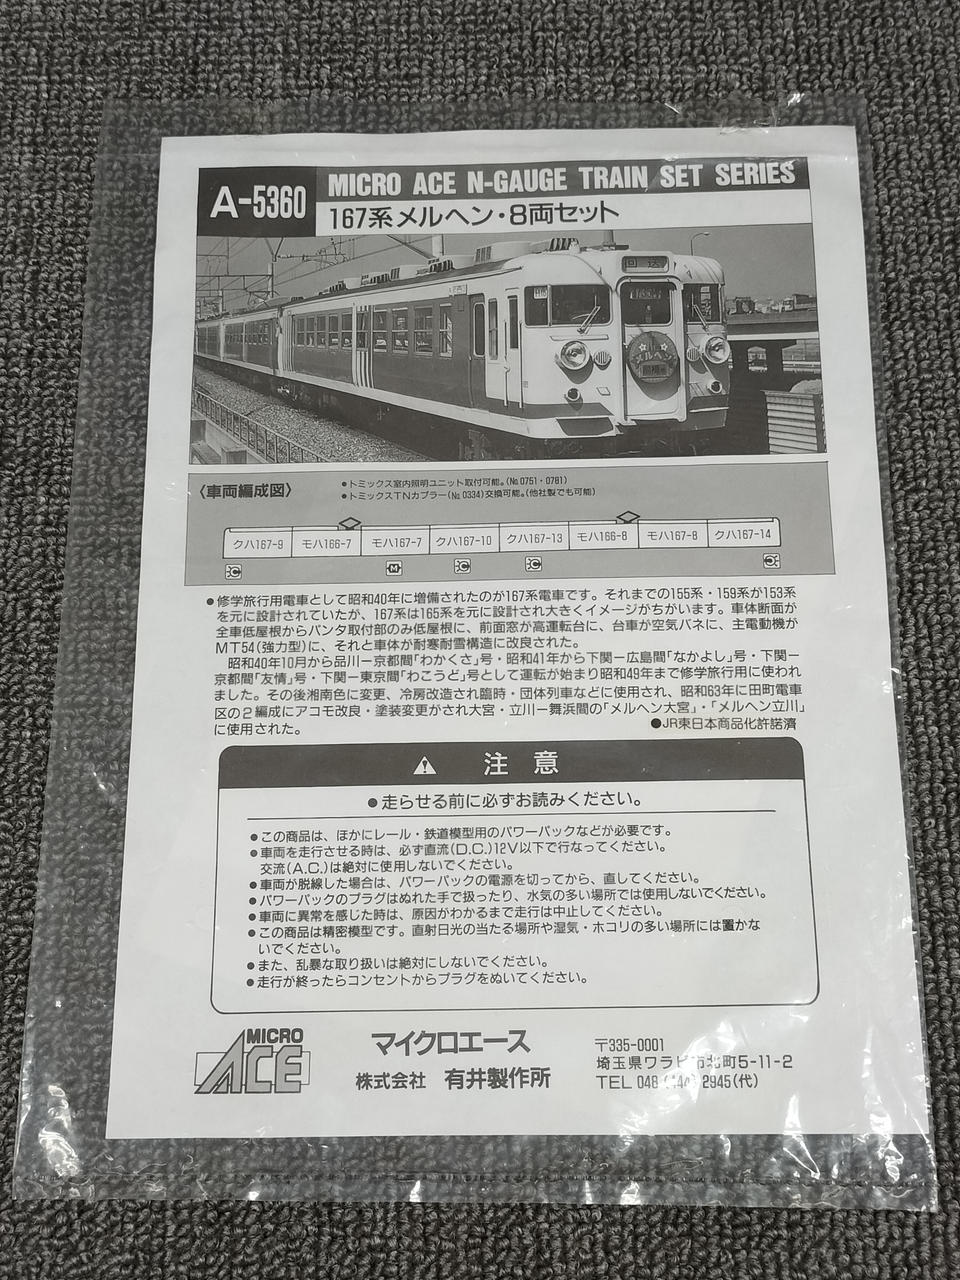 A-5360
MICRO ACE N-GAUGE TRAIN SET SERIES
167系メルヘン・8両セット
回送
メルヘン
〈車両編成図〉
●トミックス室内照明ユニット取付可能。(№0751・0781)
●トミックスTNカプラー(№0334)交換可能。(他社製でも可能)
クハ167-9 モハ166-7 モハ167-7 クハ167-10 クハ167-13 モハ166-8 モハ167-8 クハ167-14
C M C C C
●修学旅行用電車として昭和40年に増備されたのが167系電車です。それまでの155系・159系が153系
を元に設計されていたが、167系は165系を元に設計され大きくイメージがちがいます。車体断面が
全車低屋根からパンタ取付部のみ低屋根に、前面窓が高運転台に、台車が空気バネに、主電動機が
MT54(強力型)に、それと車体が耐寒耐雪構造に改良された。
昭和40年10月から品川ー京都間「わかくさ」号・昭和41年から下関ー広島間「なかよし」号・下関ー
京都間「友情」号・下関ー東京間「わこうど」号として運転が始まり昭和49年まで修学旅行用に使われ
ました。その後湘南色に変更、冷房改造され臨時・団体列車などに使用され、昭和63年に田町電車
区の2編成にアコモ改良・塗装変更がされ大宮・立川ー舞浜間の「メルヘン大宮」・「メルヘン立川」
に使用された。
●JR東日本商品化許諾済
注意
●走らせる前に必ずお読みください。
●この商品は、ほかにレール・鉄道模型用のパワーパックなどが必要です。
●車両を走行させる時は、必ず直流(D.C.)12V以下で行なってください。
交流(A.C.)は絶対に使用しないでください。
●車両が脱線した場合は、パワーパックの電源を切ってから、直してください。
●パワーパックのプラグはぬれた手で扱ったり、水気の多い場所では使用しないでください。
●車両に異常を感じた時は、原因がわかるまで走行は中止してください。
●この商品は精密模型です。直射日光の当たる場所や湿気・ホコリの多い場所には置かな
いでください。
●また、乱暴な取り扱いは絶対にしないでください。
●走行が終ったらコンセントからプラグをぬいてください。
MICRO
ACE
マイクロエース
株式会社 有井製作所
〒335-0001
埼玉県ワラビ市北町5-11-2
TEL 048 (444) 2945(代)